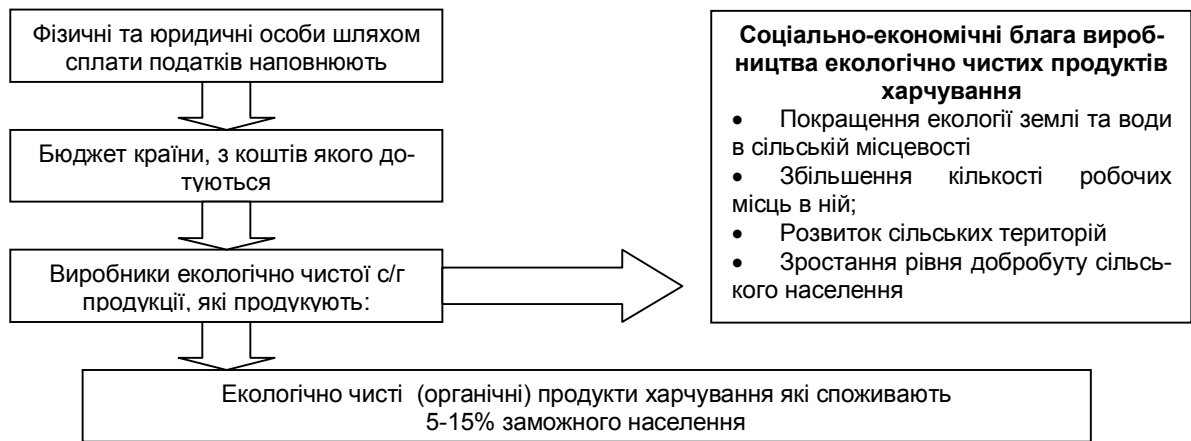 Фізичні та юридичні особи шляхом
сплати податків наповнюють
Бюджет країни, з коштів якого до-
туються
Виробники екологічно чистої с/г
продукції, які продукують:
Соціально-економічні блага вироб-
ництва екологічно чистих продуктів
харчування
• Покращення екології землі та води
в сільській місцевості
• Збільшення кількості робочих
місць в ній;
• Розвиток сільських територій
• Зростання рівня добробуту сільсь-
кого населення
Екологічно чисті (органічні) продукти харчування які споживають
5-15% заможного населення